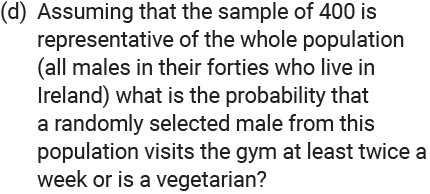 (d) Assuming that the sample of 400 is
representative of the whole population
(all males in their forties who live in
Ireland) what is the probability that
a randomly selected male from this
population visits the gym at least twice a
week or is a vegetarian?